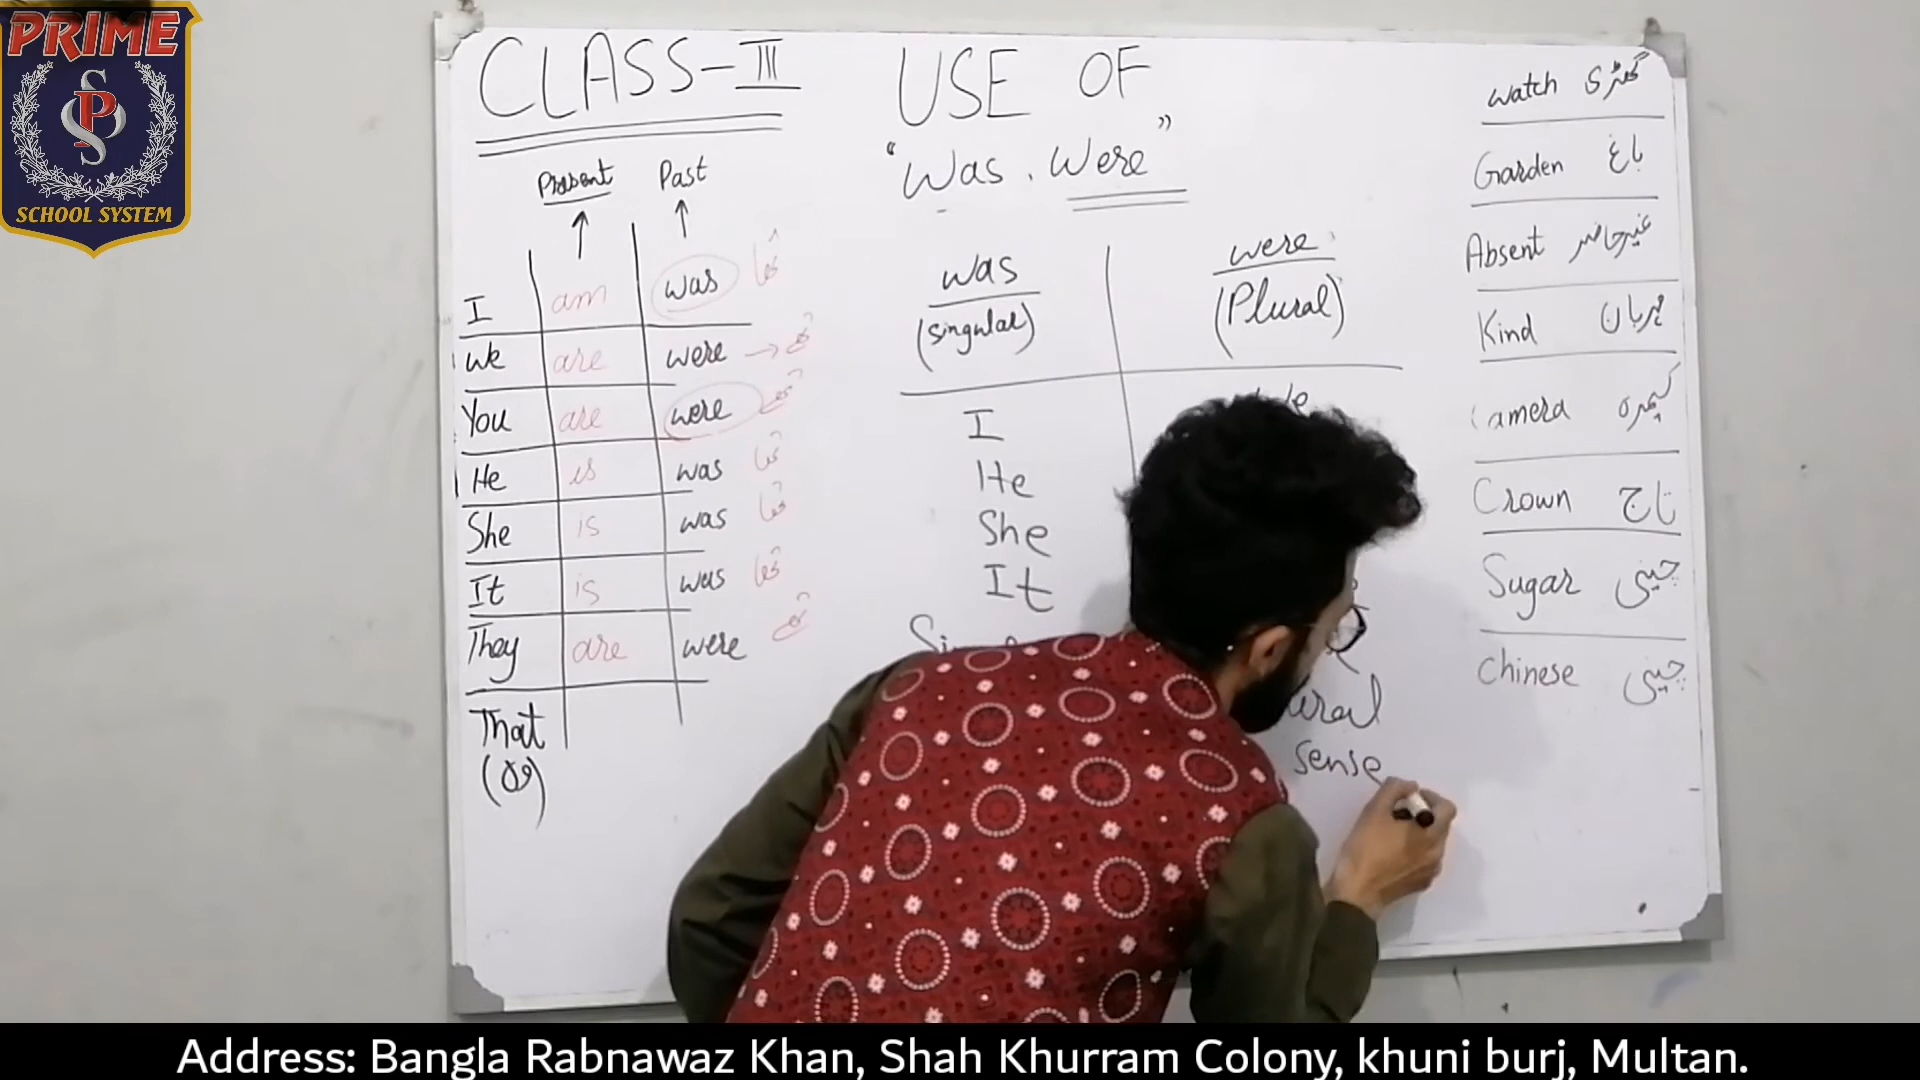 PRIME
SPS
SCHOOL SYSTEM
CLASS-III
USE OF
"Was. Were"
Present Past
I am was تھا
We are were → تھے
You are were تھے
He is was تھا
She is was تھا
It is was تھا
They are were تھے
That
(وہ)
was
(singular)
were
(Plural)
I
He
She
It
sense
watch گھڑی
Garden باغ
Absent غیر حاضر
Kind مہربان
Camera کیمرہ
Crown تاج
Sugar چینی
Chinese چینی
Address: Bangla Rabnawaz Khan, Shah Khurram Colony, khuni burj, Multan.